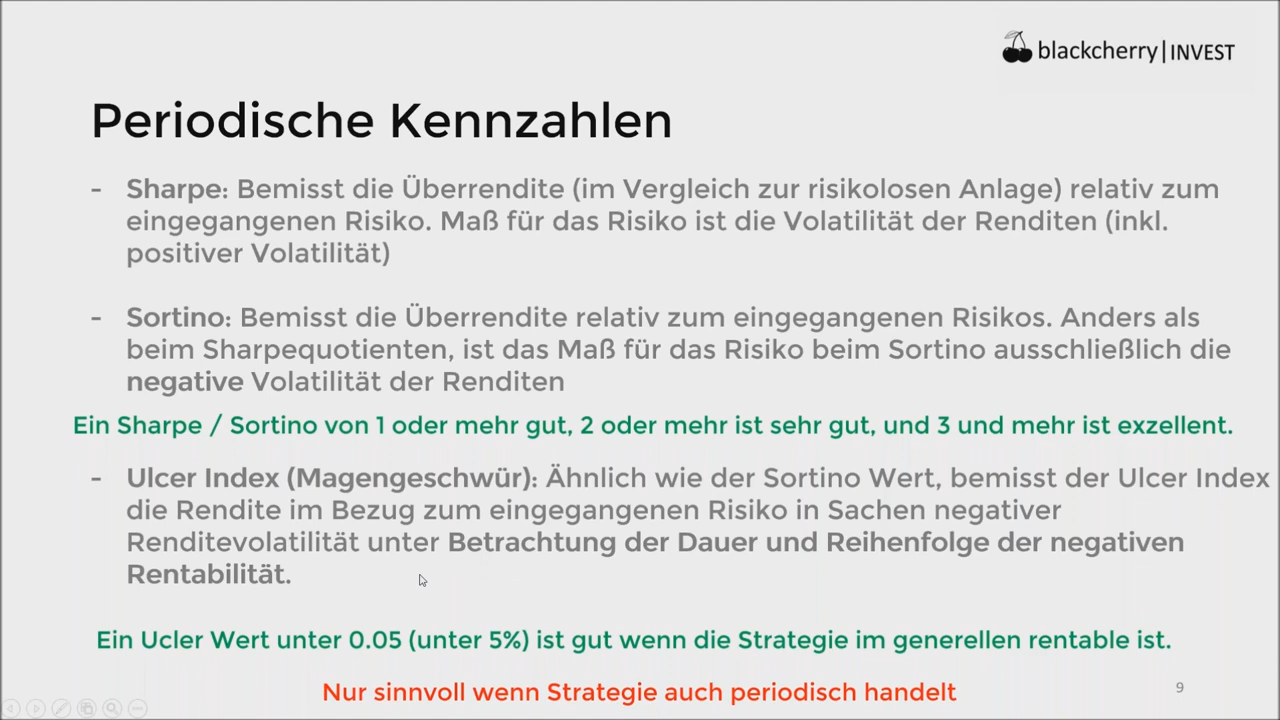 blackcherry|INVEST
Periodische Kennzahlen
- Sharpe: Bemisst die Überrendite (im Vergleich zur risikolosen Anlage) relativ zum
eingegangenen Risiko. Maß für das Risiko ist die Volatilität der Renditen (inkl.
positiver Volatilität)
- Sortino: Bemisst die Überrendite relativ zum eingegangenen Risikos. Anders als
beim Sharpequotienten, ist das Maß für das Risiko beim Sortino ausschließlich die
negative Volatilität der Renditen
Ein Sharpe / Sortino von 1 oder mehr gut, 2 oder mehr ist sehr gut, und 3 und mehr ist exzellent.
- Ulcer Index (Magengeschwür): Ähnlich wie der Sortino Wert, bemisst der Ulcer Index
die Rendite im Bezug zum eingegangenen Risiko in Sachen negativer
Renditevolatilität unter Betrachtung der Dauer und Reihenfolge der negativen
Rentabilität.
Ein Ucler Wert unter 0.05 (unter 5%) ist gut wenn die Strategie im generellen rentable ist.
Nur sinnvoll wenn Strategie auch periodisch handelt
9